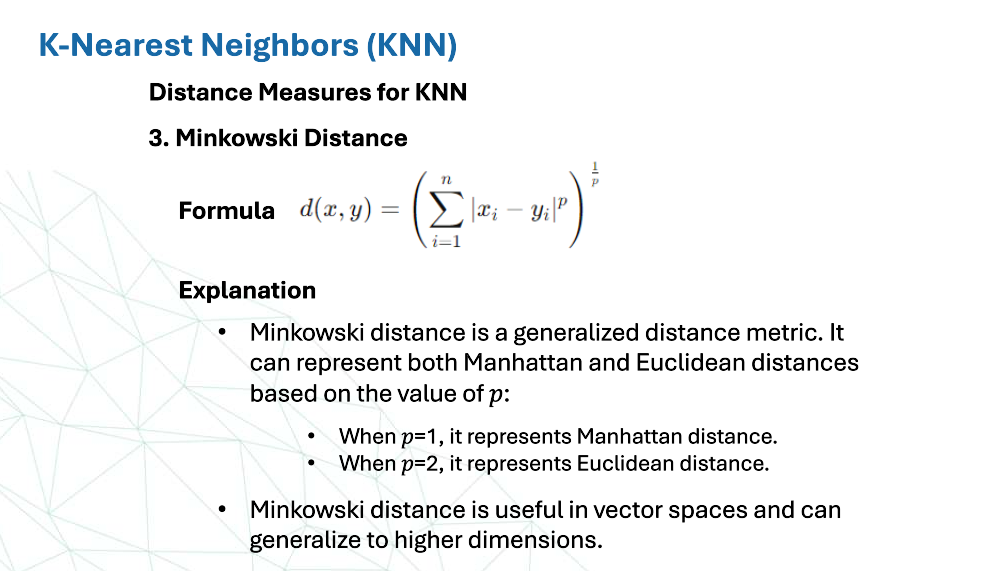 K-Nearest Neighbors (KNN)
Distance Measures for KNN
3. Minkowski Distance
Formula d(x, y) = (∑_{i=1}^{n} |x_i − y_i|^p)^{1/p}
Explanation
• Minkowski distance is a generalized distance metric. It
can represent both Manhattan and Euclidean distances
based on the value of p:
• When p=1, it represents Manhattan distance.
• When p=2, it represents Euclidean distance.
• Minkowski distance is useful in vector spaces and can
generalize to higher dimensions.